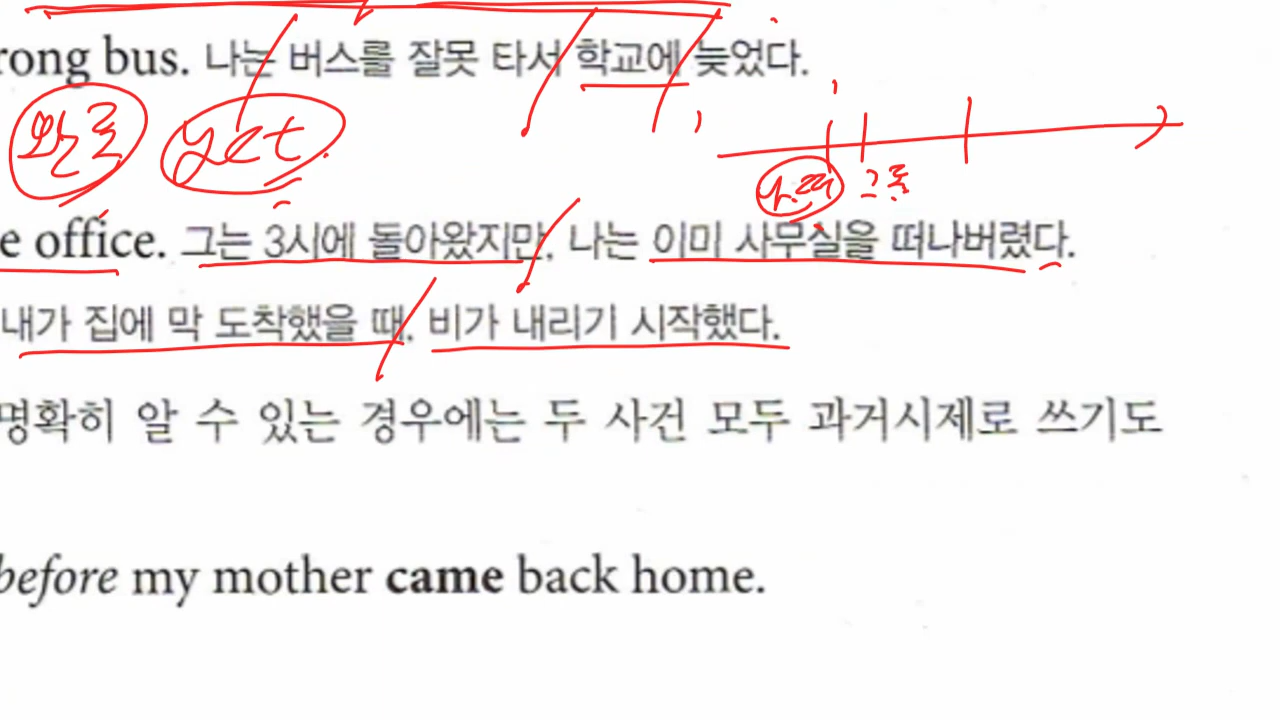 rong bus. 나는 버스를 잘못 타서 학교에 늦었다.
완료 yet
그는
e office. 그는 3시에 돌아왔지만, 나는 이미 사무실을 떠나버렸다.
내가 집에 막 도착했을 때, 비가 내리기 시작했다.
명확히 알 수 있는 경우에는 두 사건 모두 과거시제로 쓰기도
before my mother came back home.